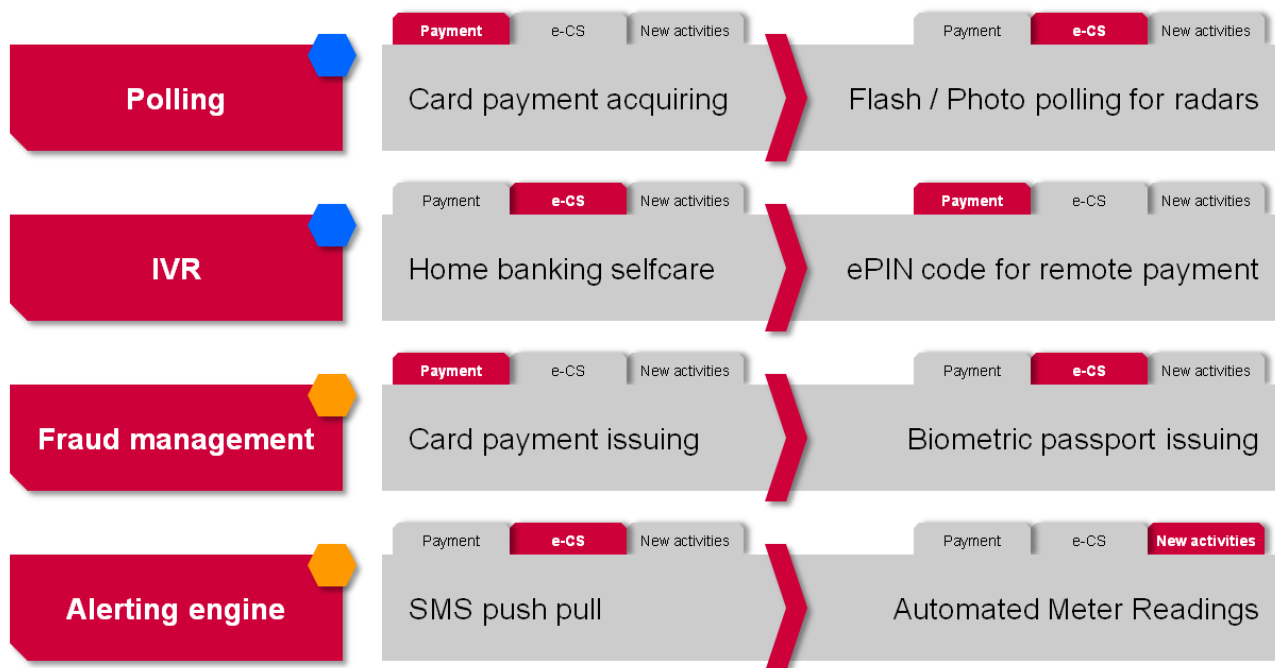 Payment e-CS New activities Payment e-CS New activities
Polling Card payment acquiring Flash / Photo polling for radars
Payment e-CS New activities Payment e-CS New activities
IVR Home banking selfcare ePIN code for remote payment
Payment e-CS New activities Payment e-CS New activities
Fraud management Card payment issuing Biometric passport issuing
Payment e-CS New activities Payment e-CS New activities
Alerting engine SMS push pull Automated Meter Readings